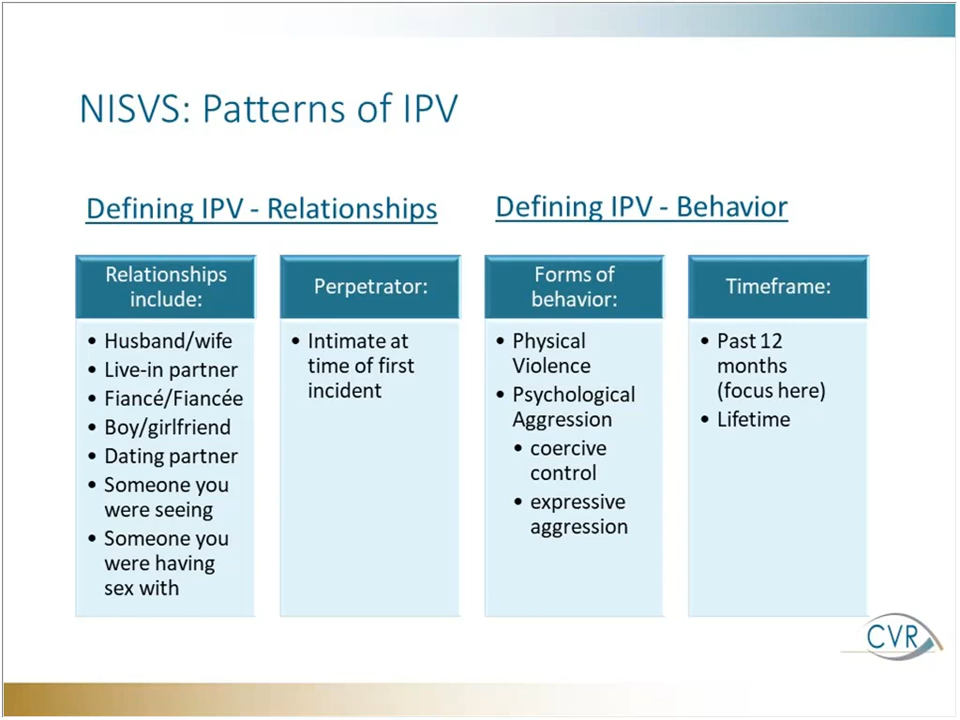 NISVS: Patterns of IPV
Defining IPV - Relationships
Defining IPV - Behavior
Relationships
include:
• Husband/wife
• Live-in partner
• Fiancé/Fiancée
• Boy/girlfriend
• Dating partner
• Someone you
were seeing
• Someone you
were having
sex with
Perpetrator:
• Intimate at
time of first
incident
Forms of
behavior:
• Physical
Violence
• Psychological
Aggression
• coercive
control
• expressive
aggression
Timeframe:
• Past 12
months
(focus here)
• Lifetime
CVR